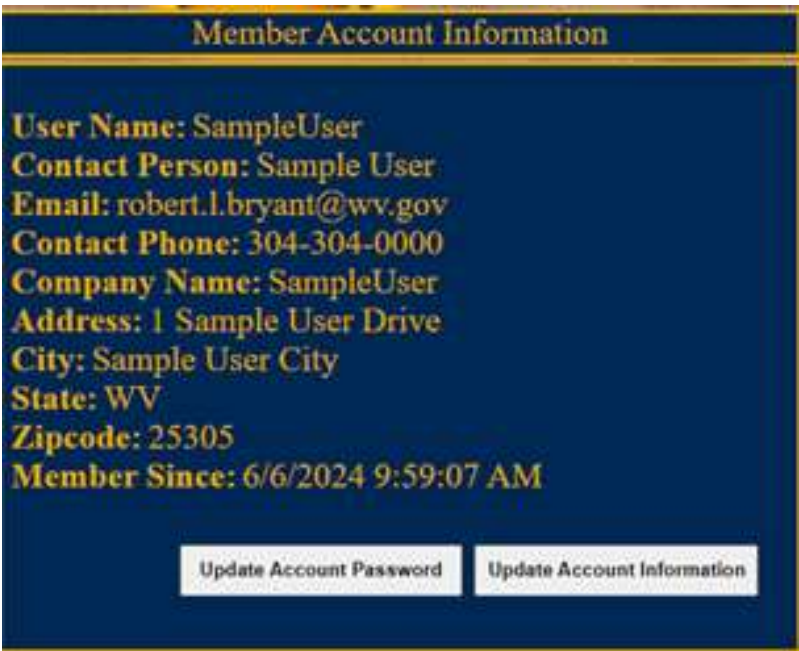 Member Account Information
User Name: SampleUser
Contact Person: Sample User
Email: robert.l.bryant@wv.gov
Contact Phone: 304-304-0000
Company Name: SampleUser
Address: 1 Sample User Drive
City: Sample User City
State: WV
Zipcode: 25305
Member Since: 6/6/2024 9:59:07 AM
Update Account Password Update Account Information